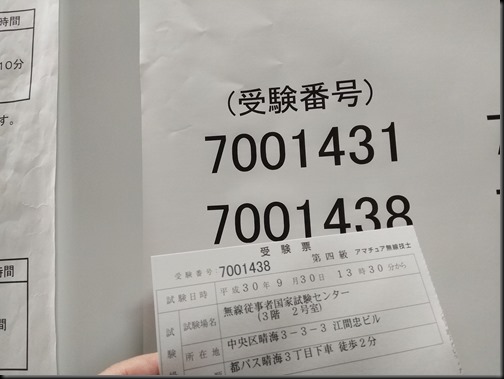 時間
10分
す。
時間
(受験番号)
7001431
7001438
受験票
受験番号:7001438 第四級 アマチュア無線技士
試験日時 平成30年 9月30日 13時30分から
試験場 試験場名 無線従事者国家試験センター
(3階 2号室)
所在地 中央区晴海3-3-3 江間忠ビル
都バス晴海3丁目下車 徒歩2分